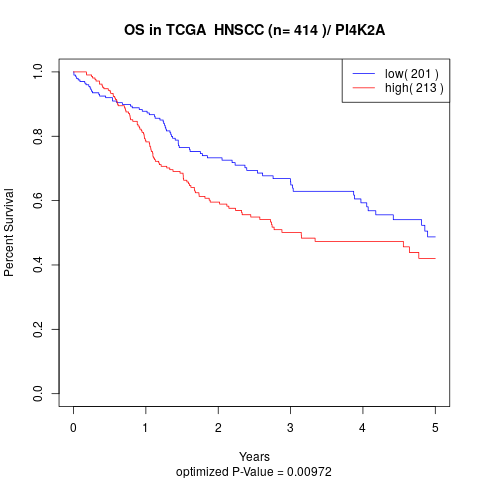 OS in TCGA  HNSCC (n= 414 )/ PI4K2A
low( 201 )
high( 213 )
Percent Survival
1.0
0.8
0.6
0.4
0.2
0.0
0 1 2 3 4 5
Years
optimized P-Value = 0.00972